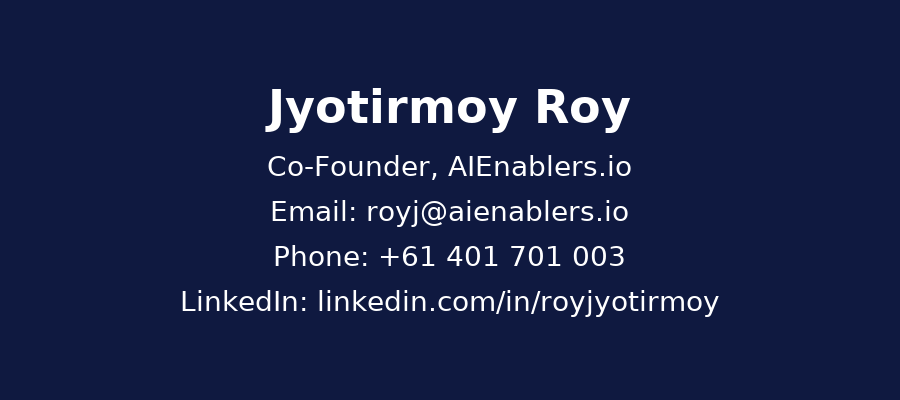 Jyotirmoy Roy
Co-Founder, AIEnablers.io
Email: royj@aienablers.io
Phone: +61 401 701 003
LinkedIn: linkedin.com/in/royjyotirmoy